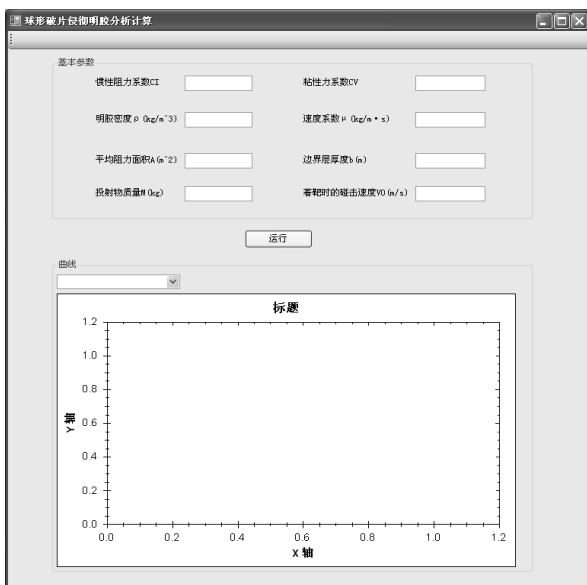 球形破片侵彻明胶分析计算
基本参数
惯性阻力系数CI 粘性力系数CV
明胶密度ρ(kg/m^3) 速度系数μ(kg/m·s)
平均阻力面积A(m^2) 边界层厚度b(m)
投射物质量M(kg) 着靶时的碰击速度V0(m/s)
运行
曲线
标题
1.2
1.0
0.8
Y 轴 0.6
0.4
0.2
0.0
0.0 0.2 0.4 0.6 0.8 1.0 1.2
X 轴